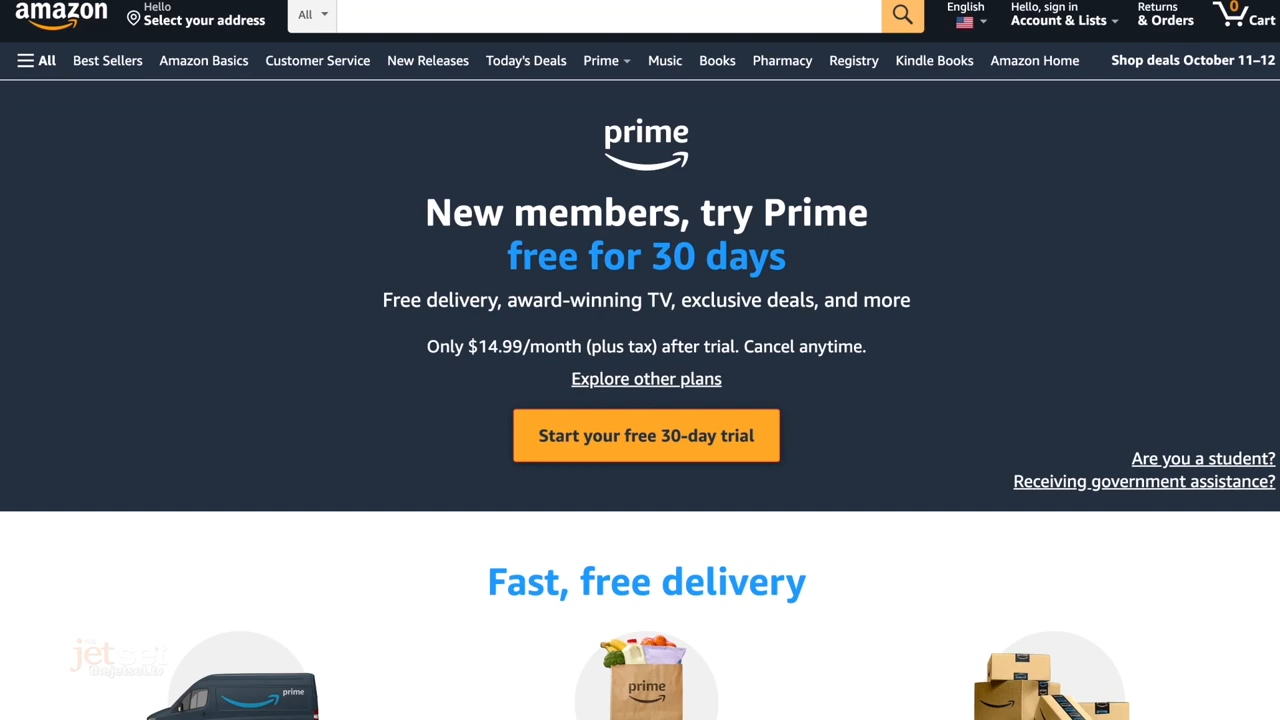 amazon
Hello
Select your address
All
English
Hello, sign in
Account & Lists
Returns
& Orders
0
Cart
All
Best Sellers
Amazon Basics
Customer Service
New Releases
Today's Deals
Prime
Music
Books
Pharmacy
Registry
Kindle Books
Amazon Home
Shop deals October 11–12
prime
New members, try Prime
free for 30 days
Free delivery, award-winning TV, exclusive deals, and more
Only $14.99/month (plus tax) after trial. Cancel anytime.
Explore other plans
Start your free 30-day trial
Are you a student?
Receiving government assistance?
Fast, free delivery
jet set
thejetset.tv
prime
prime